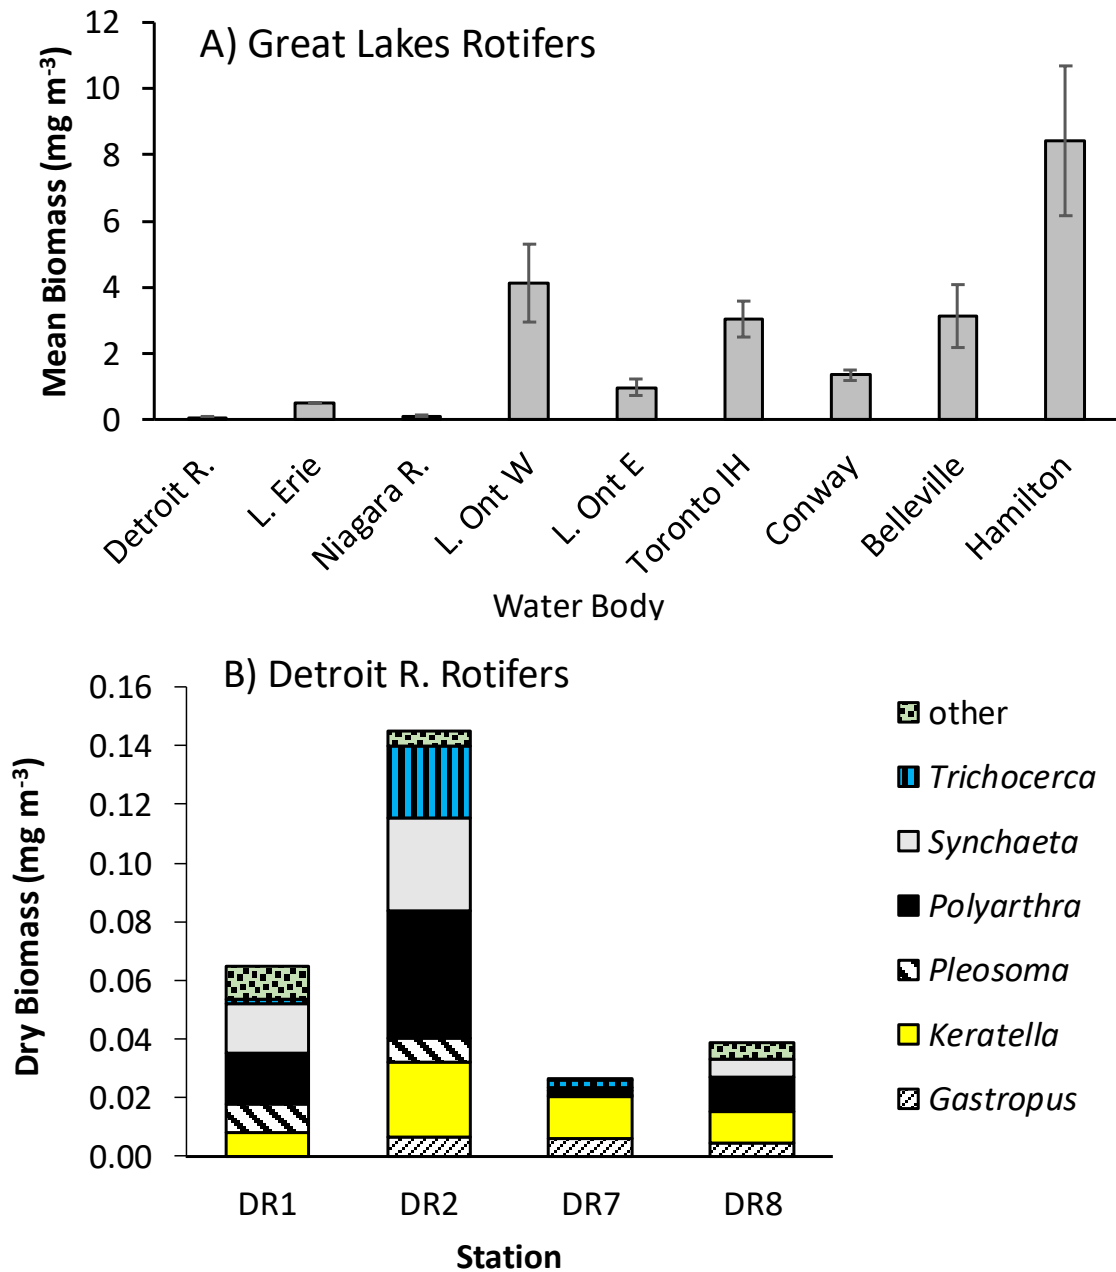 A) Great Lakes Rotifers
Mean Biomass (mg m-3)
12
10
8
6
4
2
0
Detroit R.
L. Erie
Niagara R.
L. Ont W
L. Ont E
Toronto IH
Conway
Belleville
Hamilton
Water Body
B) Detroit R. Rotifers
Dry Biomass (mg m-3)
0.16
0.14
0.12
0.10
0.08
0.06
0.04
0.02
0.00
DR1
DR2
DR7
DR8
Station
other
Trichocerca
Synchaeta
Polyarthra
Pleosoma
Keratella
Gastropus